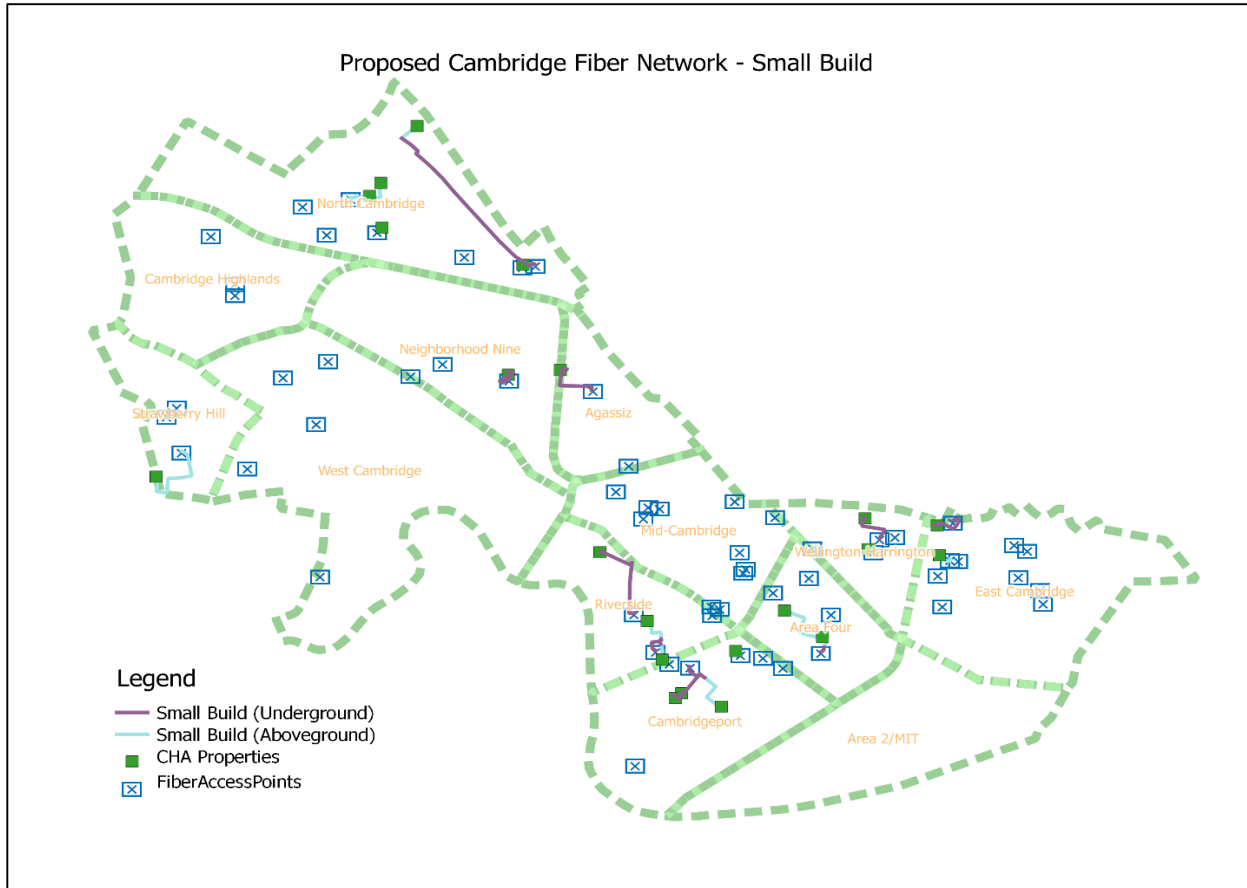 Proposed Cambridge Fiber Network - Small Build
North Cambridge
Cambridge Highlands
Neighborhood Nine
Strawberry Hill
Agassiz
West Cambridge
Mid-Cambridge
Wellington-Harrington
East Cambridge
Riverside
Area Four
Cambridgeport
Area 2/MIT
Legend
Small Build (Underground)
Small Build (Aboveground)
CHA Properties
FiberAccessPoints